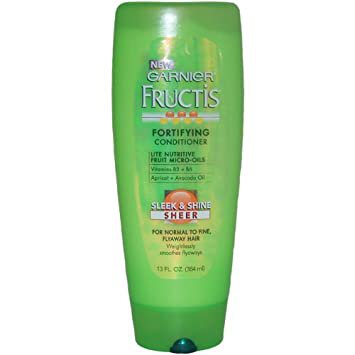 NEW
GARNIER
FRUCTIS
FORTIFYING
CONDITIONER
LITE NUTRITIVE
FRUIT MICRO-OILS
Vitamins B3 + B6
Apricot + Avocado Oil
SLEEK & SHINE
SHEER
FOR NORMAL TO FINE,
FLYAWAY HAIR
Weightlessly
smoothes flyaways
13 FL. OZ. (384 ml)